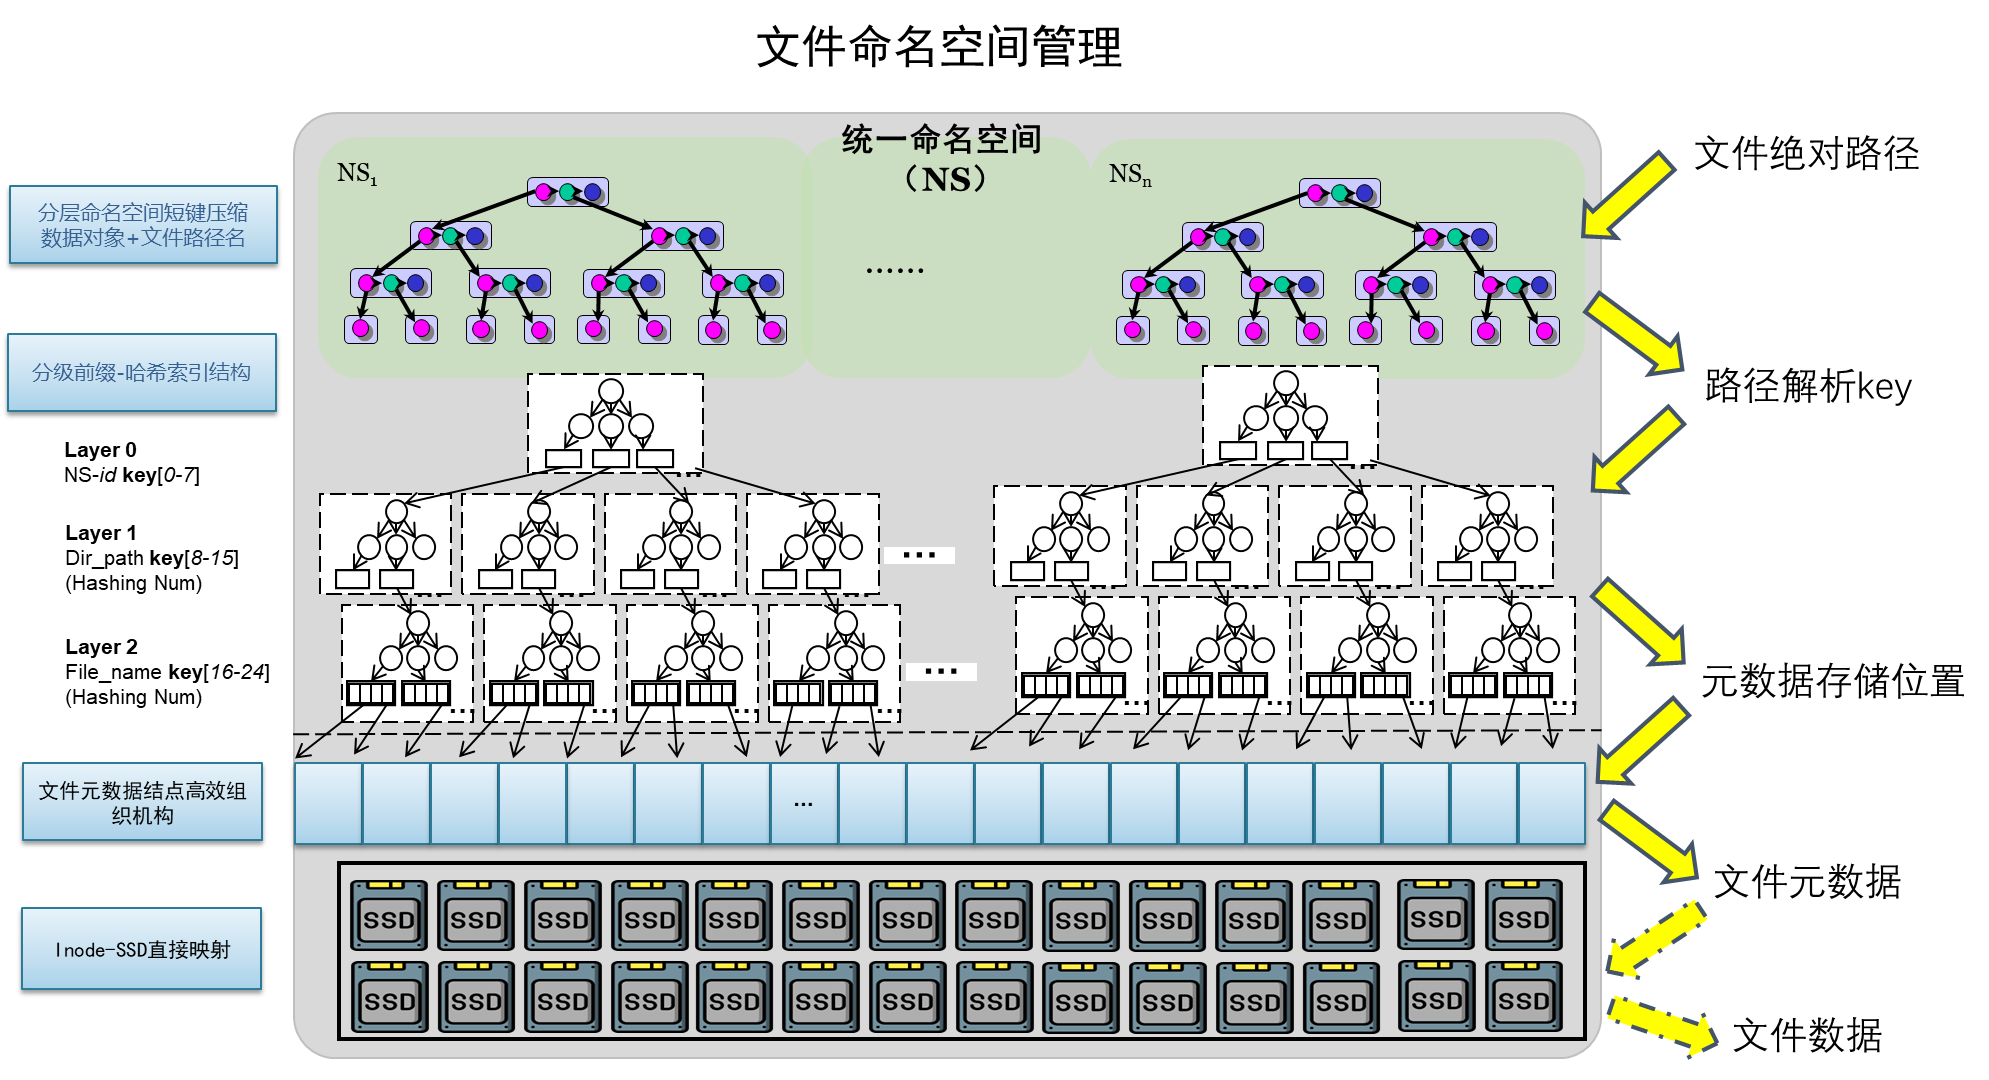 文件命名空间管理
统一命名空间
（NS）
NS1
NSn
……
分层命名空间短键压缩
数据对象+文件路径名
分级前缀-哈希索引结构
Layer 0
NS-id key[0-7]
Layer 1
Dir_path key[8-15]
(Hashing Num)
Layer 2
File_name key[16-24]
(Hashing Num)
文件元数据结点高效组
织机构
Inode-SSD直接映射
...
...
...
SSD SSD SSD SSD SSD SSD SSD SSD SSD SSD SSD SSD SSD SSD
SSD SSD SSD SSD SSD SSD SSD SSD SSD SSD SSD SSD SSD SSD
文件绝对路径
路径解析key
元数据存储位置
文件元数据
文件数据